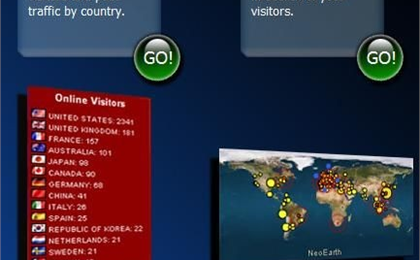 traffic by country.
visitors.
GO!
GO!
Online Visitors
UNITED STATES: 2341
UNITED KINGDOM: 181
FRANCE: 157
AUSTRALIA: 101
JAPAN: 93
CANADA: 90
GERMANY: 68
CHINA: 41
ITALY: 26
SPAIN: 25
REPUBLIC OF KOREA: 22
NETHERLANDS: 21
SWEDEN: 21
NeoEarth